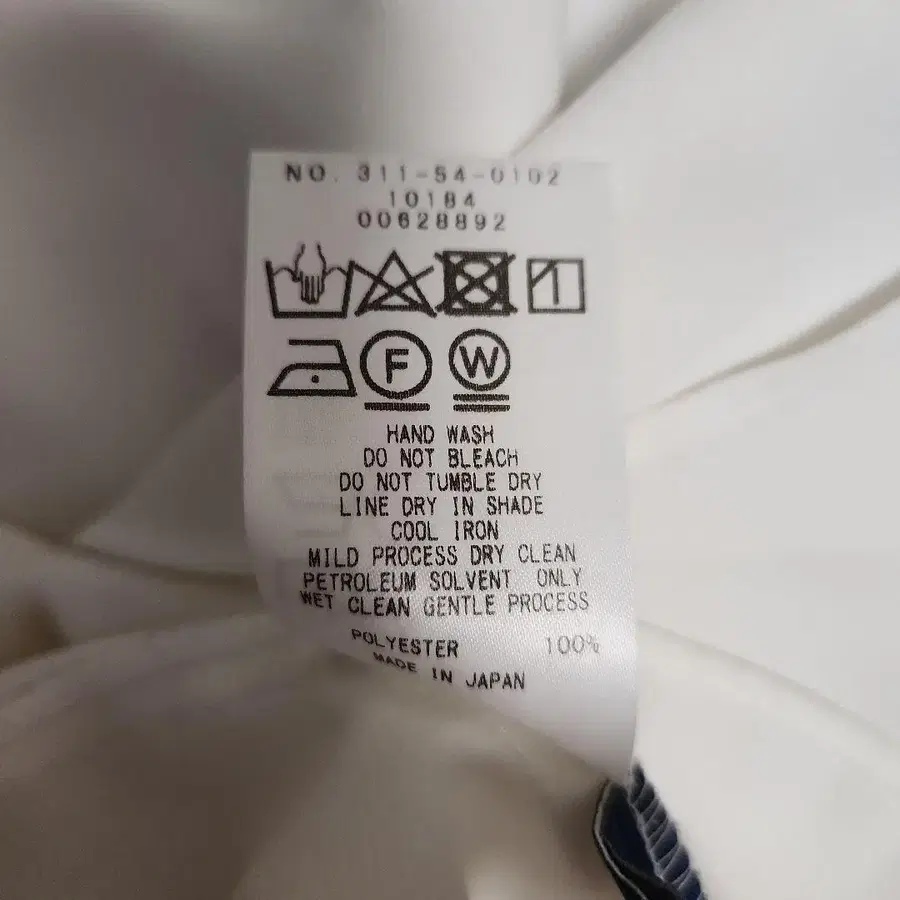 NO. 311-54-0102
10184
00628892
F W
HAND WASH
DO NOT BLEACH
DO NOT TUMBLE DRY
LINE DRY IN SHADE
COOL IRON
MILD PROCESS DRY CLEAN
PETROLEUM SOLVENT ONLY
WET CLEAN GENTLE PROCESS
POLYESTER 100%
MADE IN JAPAN